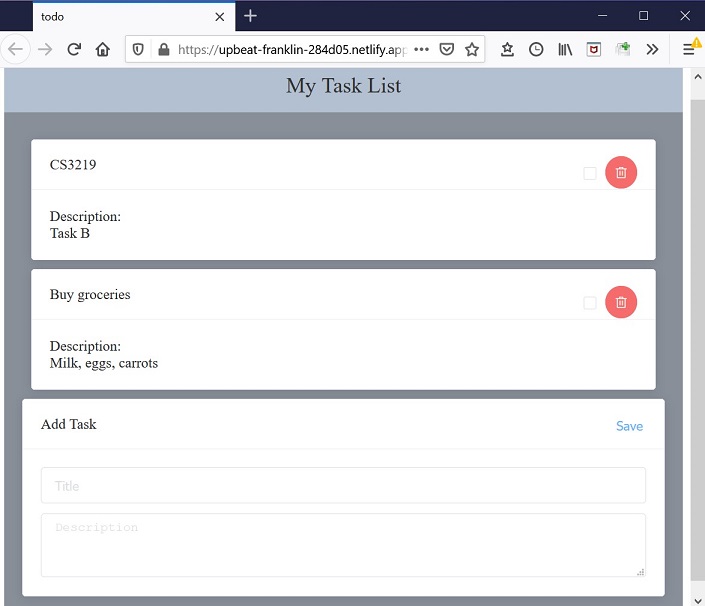 todo
https://upbeat-franklin-284d05.netlify.app
My Task List
CS3219
Description:
Task B
Buy groceries
Description:
Milk, eggs, carrots
Add Task
Save
Title
Description